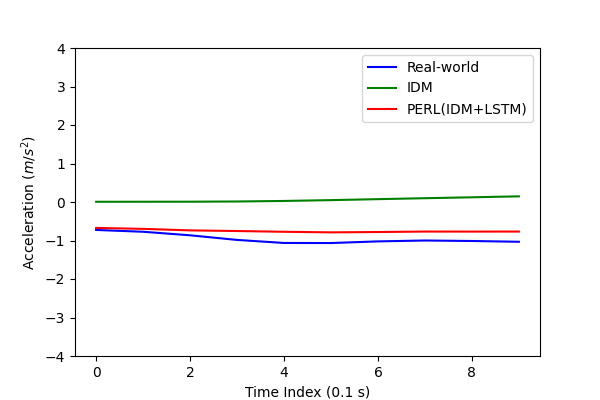 Real-world
IDM
PERL(IDM+LSTM)
4
3
2
1
0
−1
−2
−3
−4
Acceleration (m/s²)
0 2 4 6 8
Time Index (0.1 s)